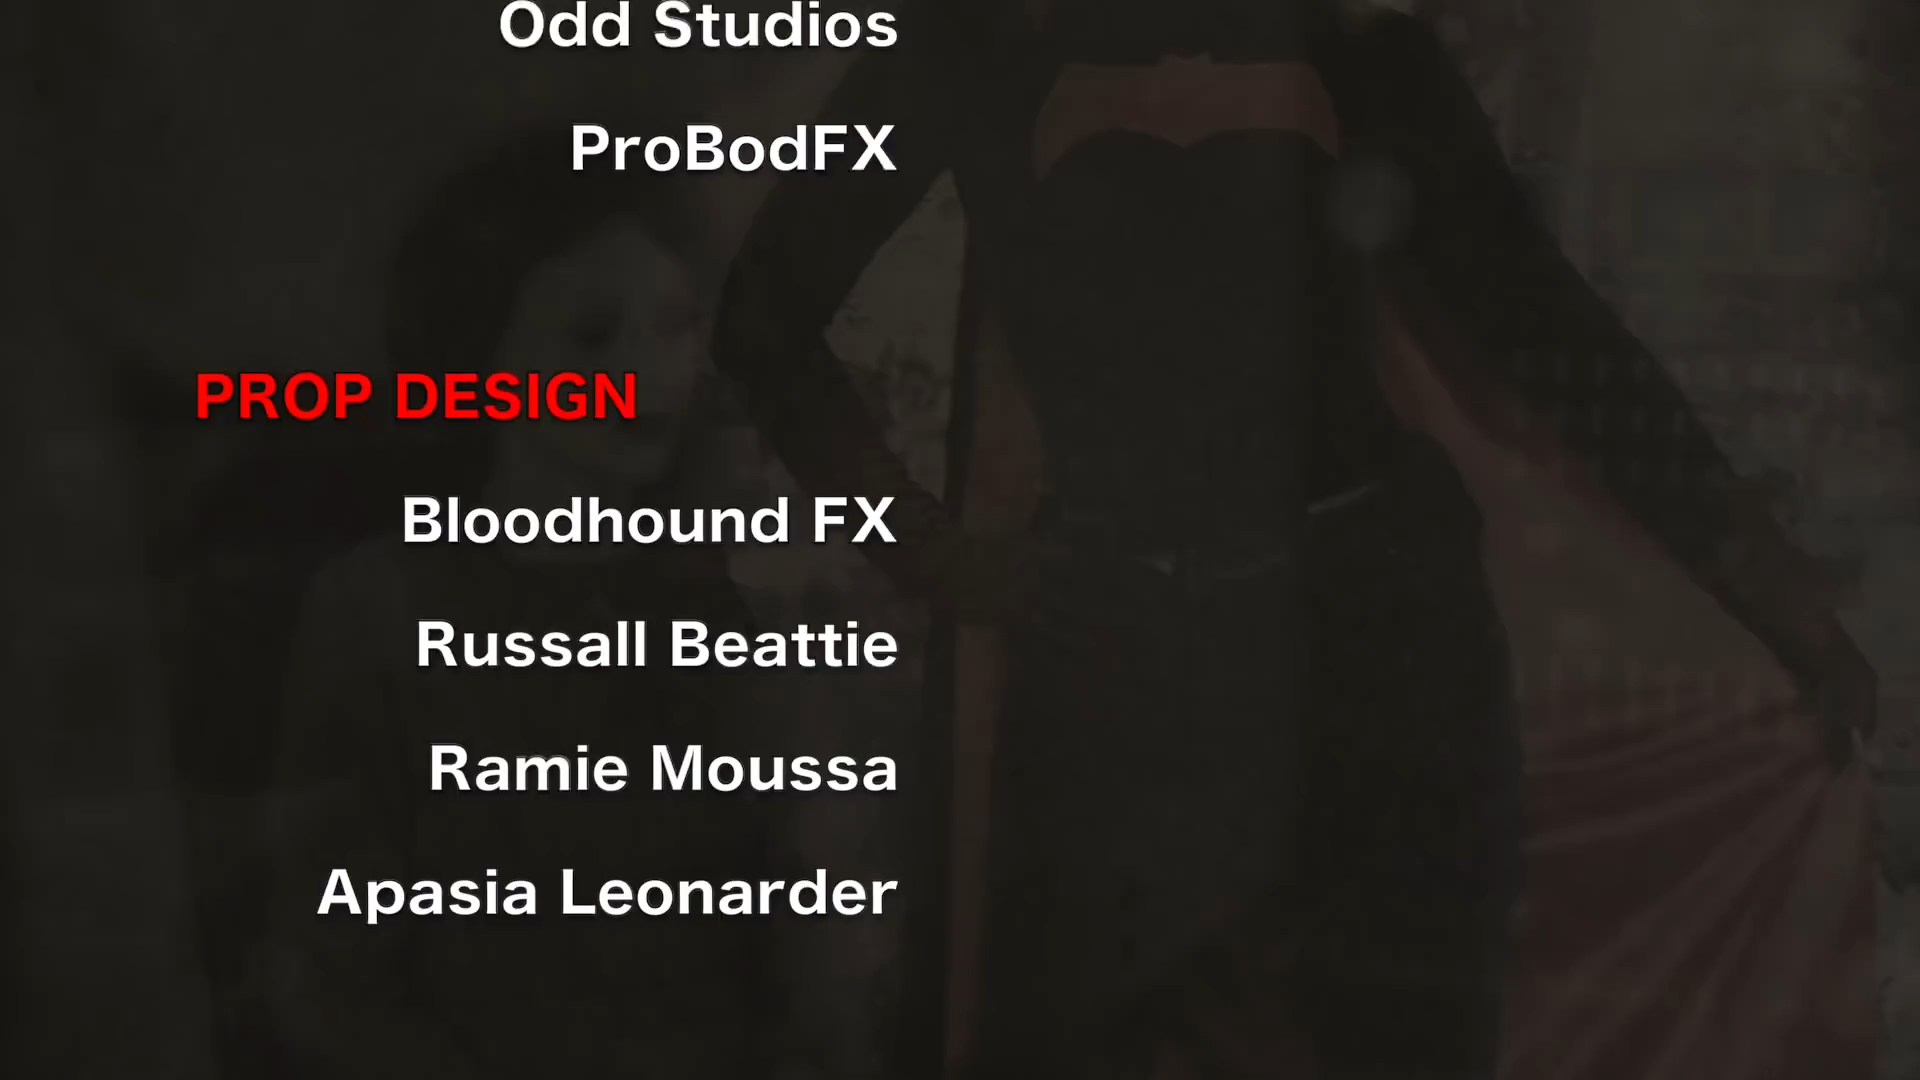 Odd Studios
ProBodFX
PROP DESIGN
Bloodhound FX
Russall Beattie
Ramie Moussa
Apasia Leonarder